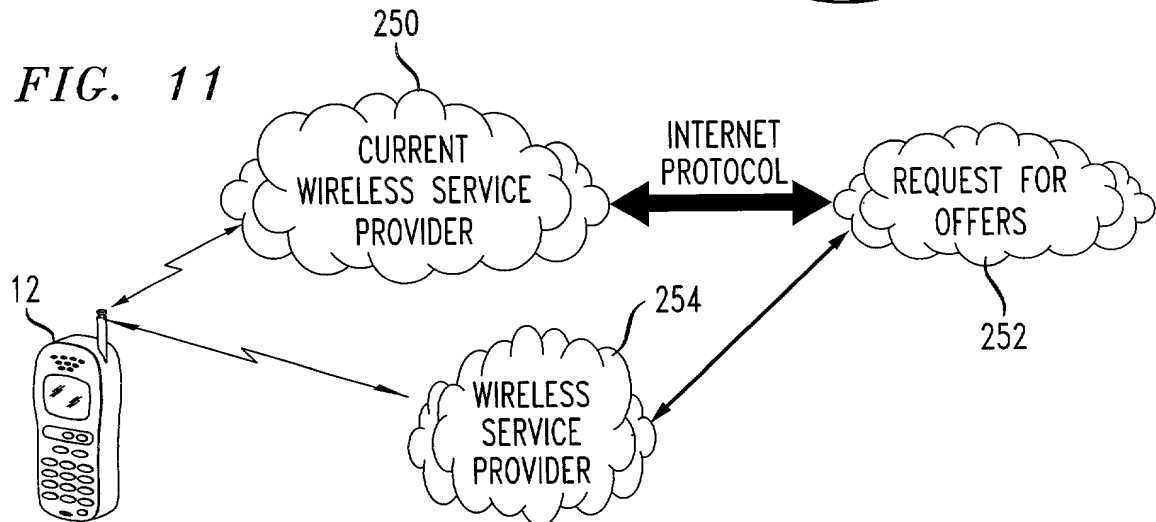 250
FIG. 11
CURRENT
WIRELESS SERVICE
PROVIDER
INTERNET
PROTOCOL
REQUEST FOR
OFFERS
12
254
252
WIRELESS
SERVICE
PROVIDER